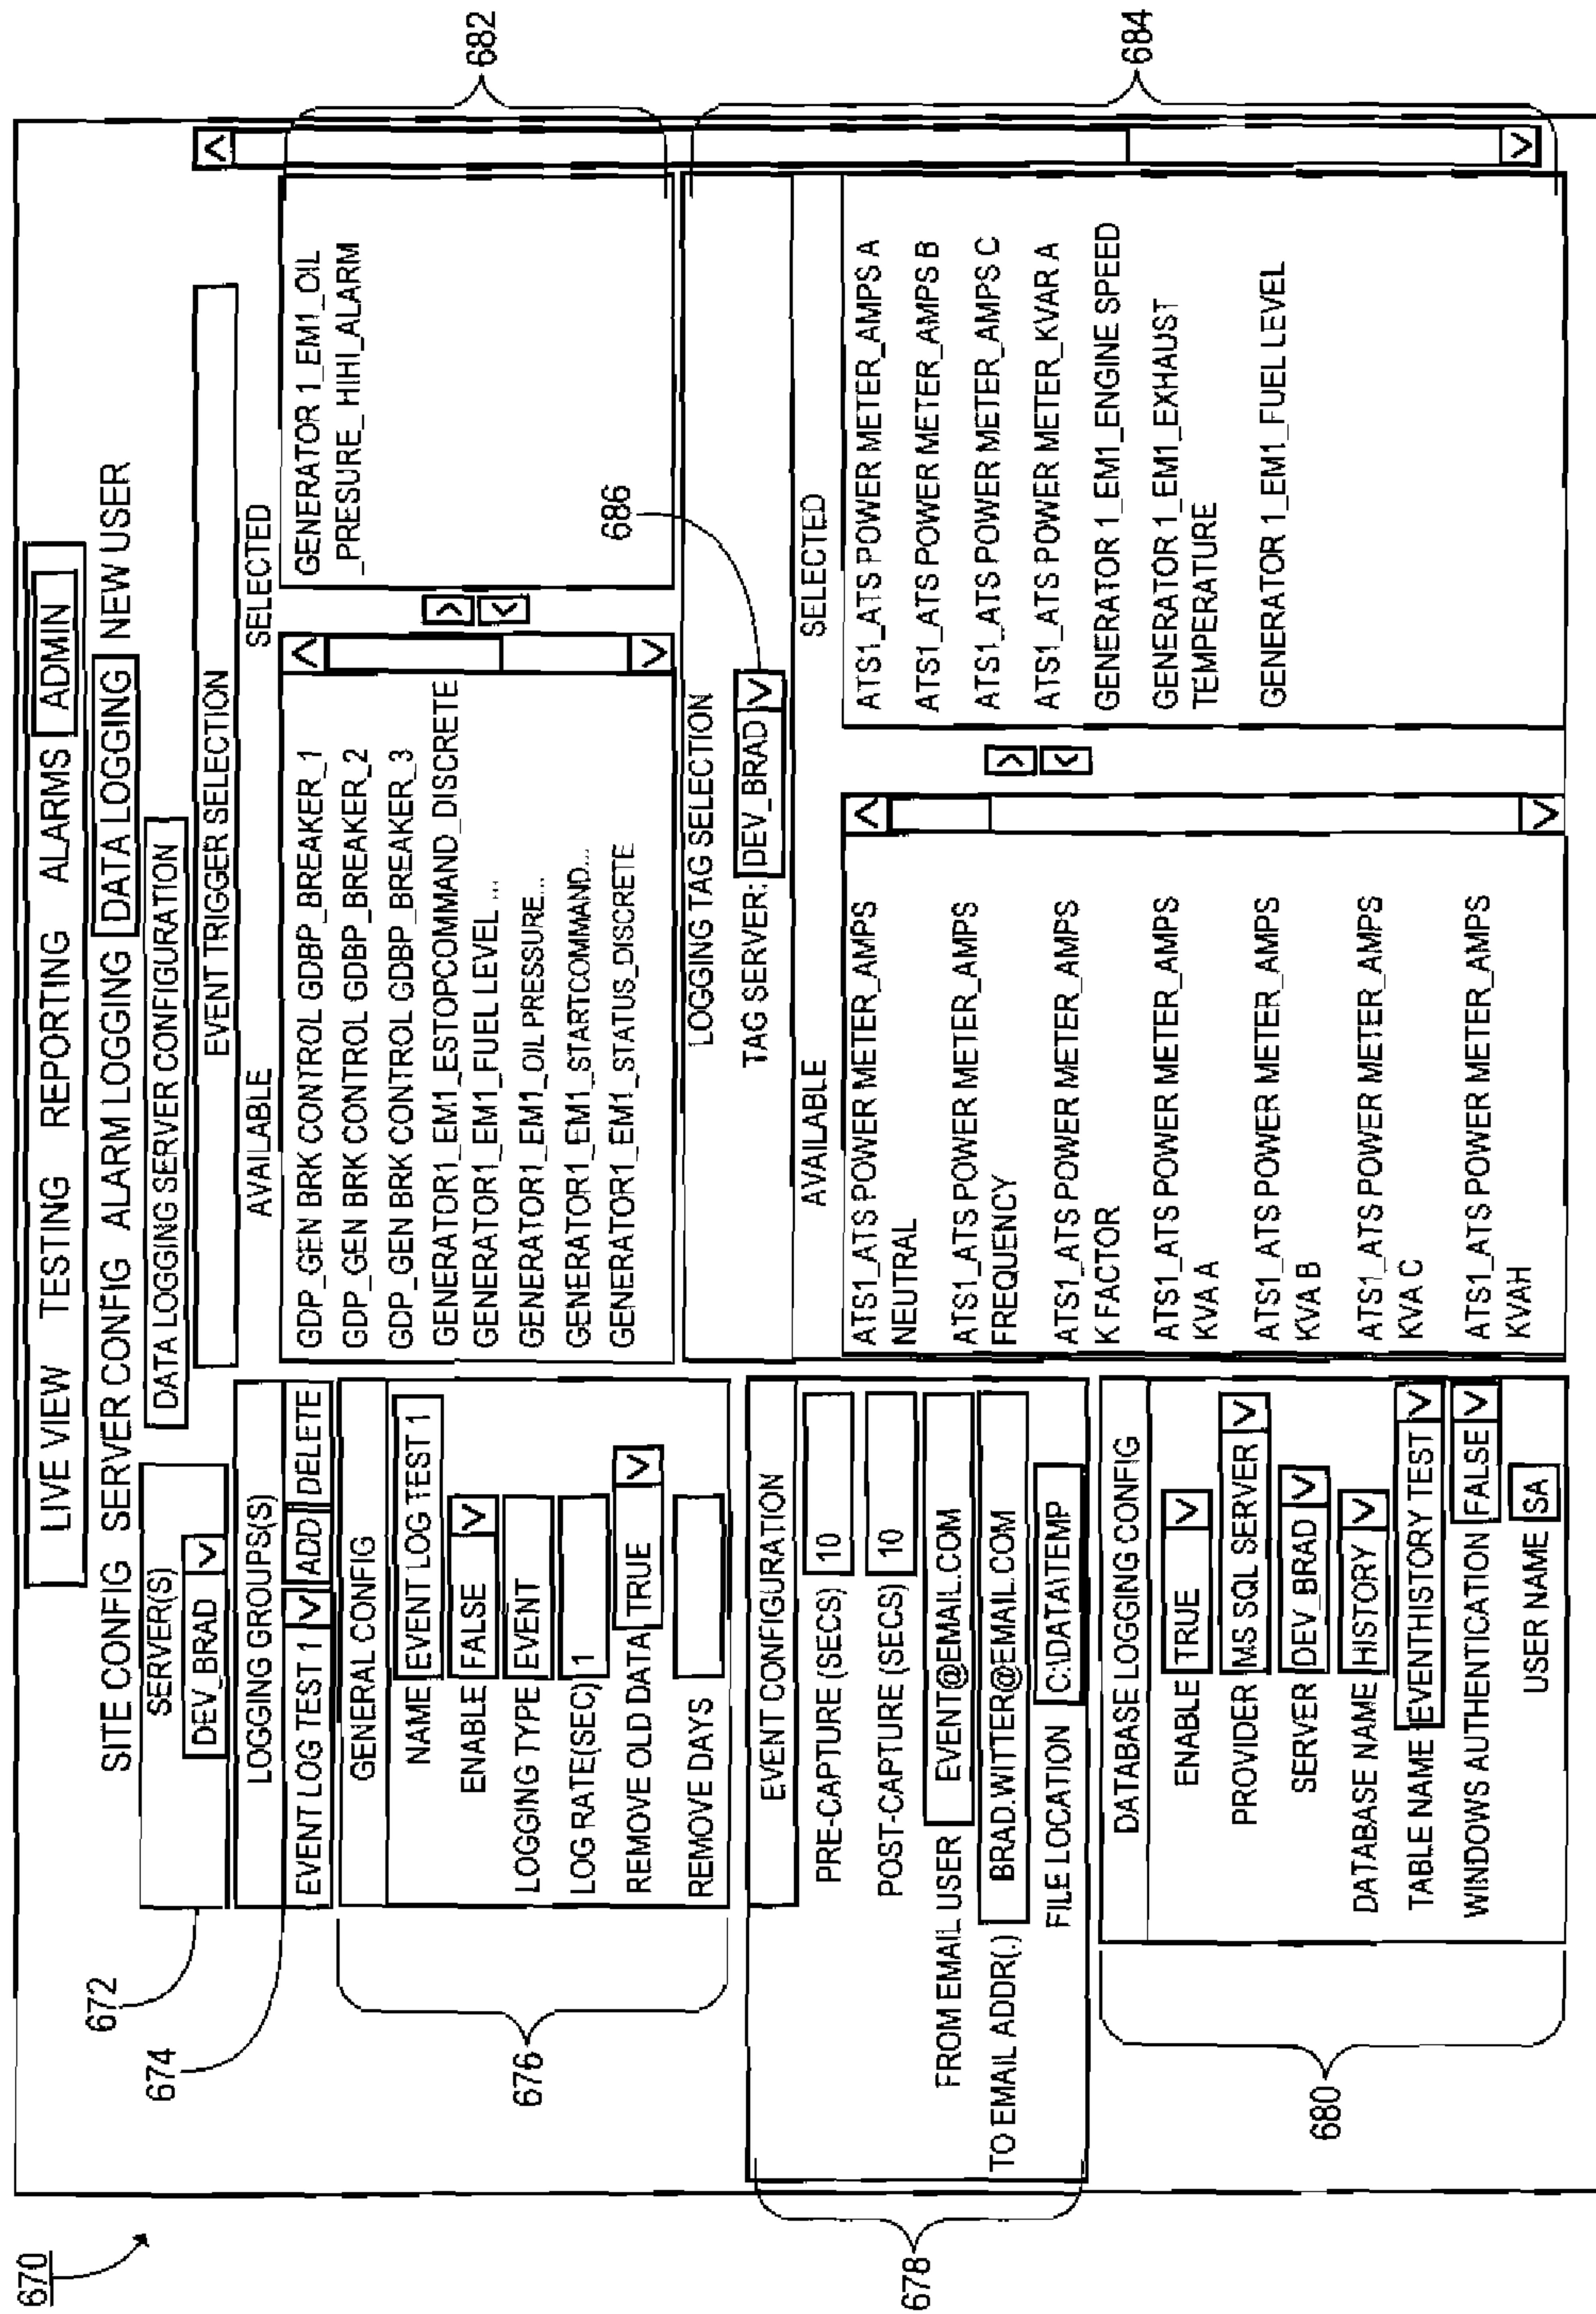 670
LIVE VIEW TESTING REPORTING ALARMS ADMIN
SITE CONFIG SERVER CONFIG ALARM LOGGING DATA LOGGING NEW USER
DATA LOGGING SERVER CONFIGURATION
672
SERVER(S)
DEV_BRAD
674
LOGGING GROUPS(S)
EVENT LOG TEST 1 ADD DELETE
676
GENERAL CONFIG
NAME EVENT LOG TEST 1
ENABLE FALSE
LOGGING TYPE EVENT
LOG RATE(SEC) 1
REMOVE OLD DATA TRUE
REMOVE DAYS
678
EVENT CONFIGURATION
PRE-CAPTURE (SECS) 10
POST-CAPTURE (SECS) 10
FROM EMAIL USER EVENT@EMAIL.COM
TO EMAIL ADDR(.) BRAD.WITTER@EMAIL.COM
FILE LOCATION C:\DATA\TEMP
680
DATABASE LOGGING CONFIG
ENABLE TRUE
PROVIDER MS SQL SERVER
SERVER DEV_BRAD
DATABASE NAME HISTORY
TABLE NAME EVENTHISTORY TEST
WINDOWS AUTHENTICATION FALSE
USER NAME SA
EVENT TRIGGER SELECTION
AVAILABLE
GDP_GEN BRK CONTROL GDBP_BREAKER_1
GDP_GEN BRK CONTROL GDBP_BREAKER_2
GDP_GEN BRK CONTROL GDBP_BREAKER_3
GENERATOR1_EM1_ESTOPCOMMAND_DISCRETE
GENERATOR1_EM1_FUEL LEVEL ...
GENERATOR1_EM1_OIL PRESSURE...
GENERATOR1_EM1_STARTCOMMAND...
GENERATOR1_EM1_STATUS_DISCRETE
SELECTED
GENERATOR 1_EM1_OIL
_PRESURE_ HIHI_ALARM
682
LOGGING TAG SELECTION
TAG SERVER: DEV_BRAD
686
AVAILABLE
ATS1_ATS POWER METER_AMPS
NEUTRAL
ATS1_ATS POWER METER_AMPS
FREQUENCY
ATS1_ATS POWER METER_AMPS
K FACTOR
ATS1_ATS POWER METER_AMPS
KVA A
ATS1_ATS POWER METER_AMPS
KVA B
ATS1_ATS POWER METER_AMPS
KVA C
ATS1_ATS POWER METER_AMPS
KVAH
SELECTED
ATS1_ATS POWER METER_AMPS A
ATS1_ATS POWER METER_AMPS B
ATS1_ATS POWER METER_AMPS C
ATS1_ATS POWER METER_KVAR A
GENERATOR 1_EM1_ENGINE SPEED
GENERATOR 1_EM1_EXHAUST
TEMPERATURE
GENERATOR 1_EM1_FUEL LEVEL
684